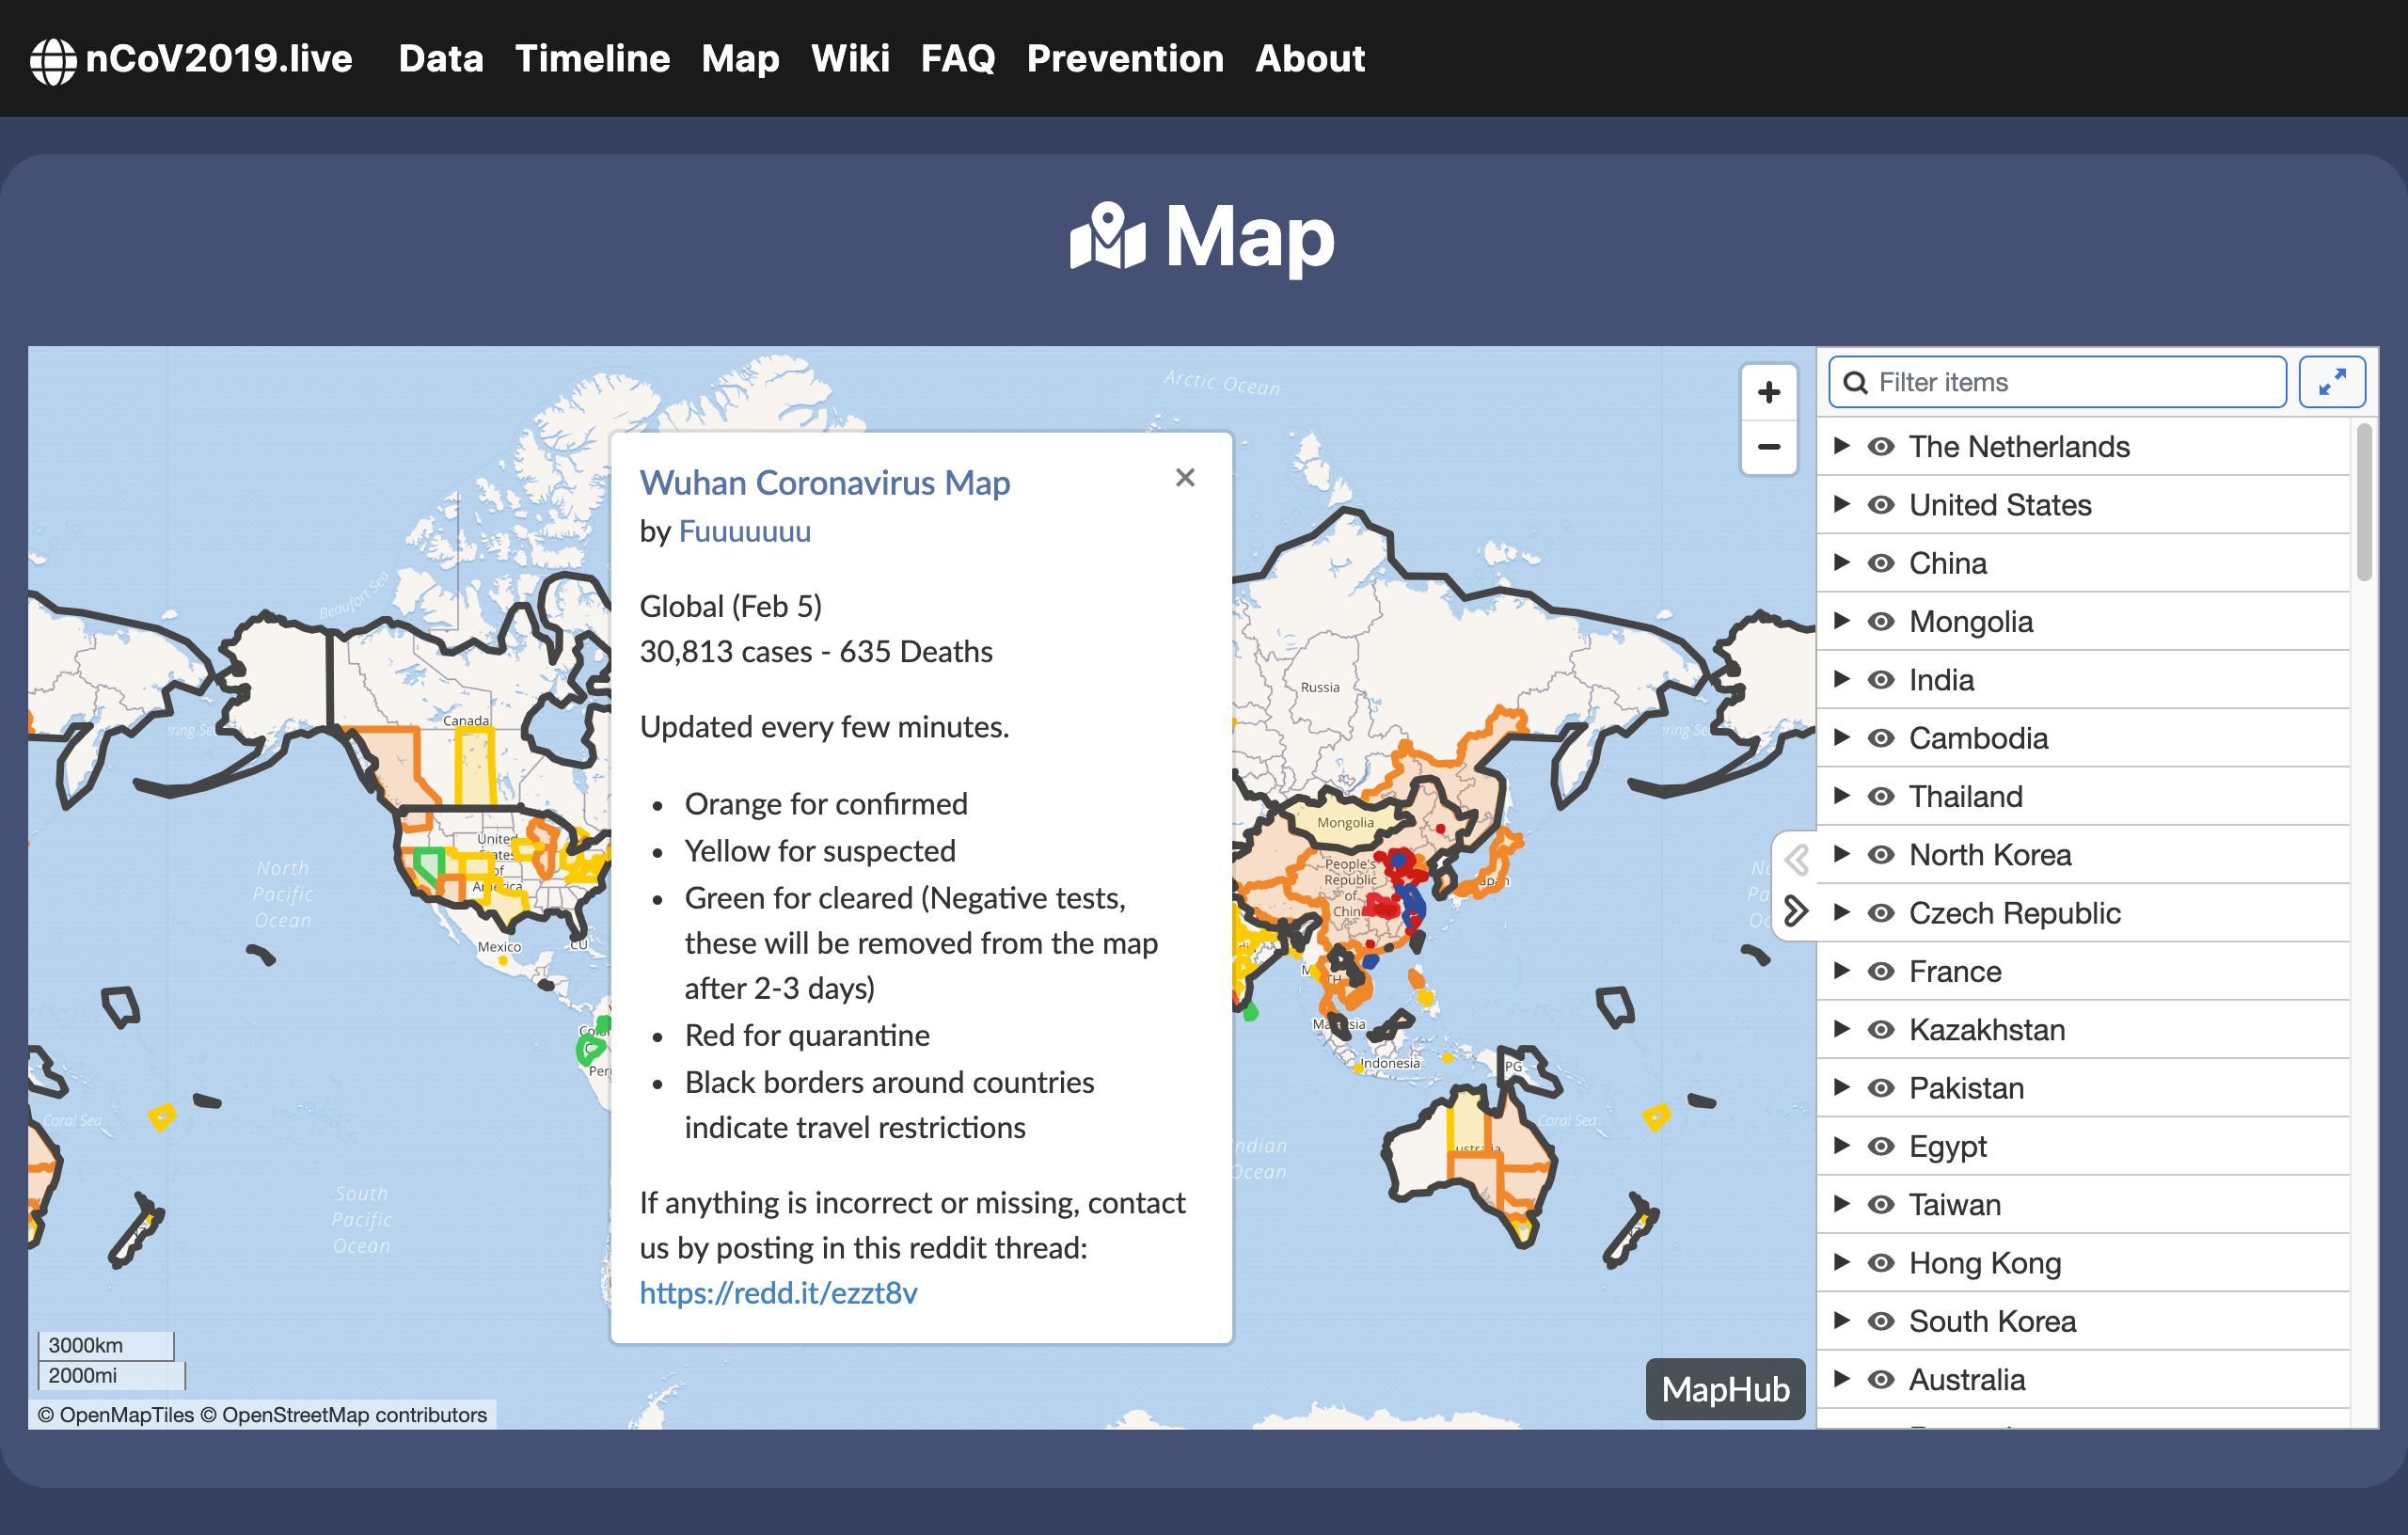 nCoV2019.live Data Timeline Map Wiki FAQ Prevention About
Map
Arctic Ocean
Beaufort Sea
Canada
United
States
of
America
Mexico
CU
North
Pacific
Ocean
Coral Sea
South
Pacific
Ocean
3000km
2000mi
© OpenMapTiles © OpenStreetMap contributors
Wuhan Coronavirus Map
by Fuuuuuuu
Global (Feb 5)
30,813 cases - 635 Deaths
Updated every few minutes.
• Orange for confirmed
• Yellow for suspected
• Green for cleared (Negative tests,
these will be removed from the map
after 2-3 days)
• Red for quarantine
• Black borders around countries
indicate travel restrictions
If anything is incorrect or missing, contact
us by posting in this reddit thread:
https://redd.it/ezzt8v
Russia
Mongolia
People's
Republic
of
Indonesia
PG
Coral Sea
Ocean
MapHub
Filter items
The Netherlands
United States
China
Mongolia
India
Cambodia
Thailand
North Korea
Czech Republic
France
Kazakhstan
Pakistan
Egypt
Taiwan
Hong Kong
South Korea
Australia